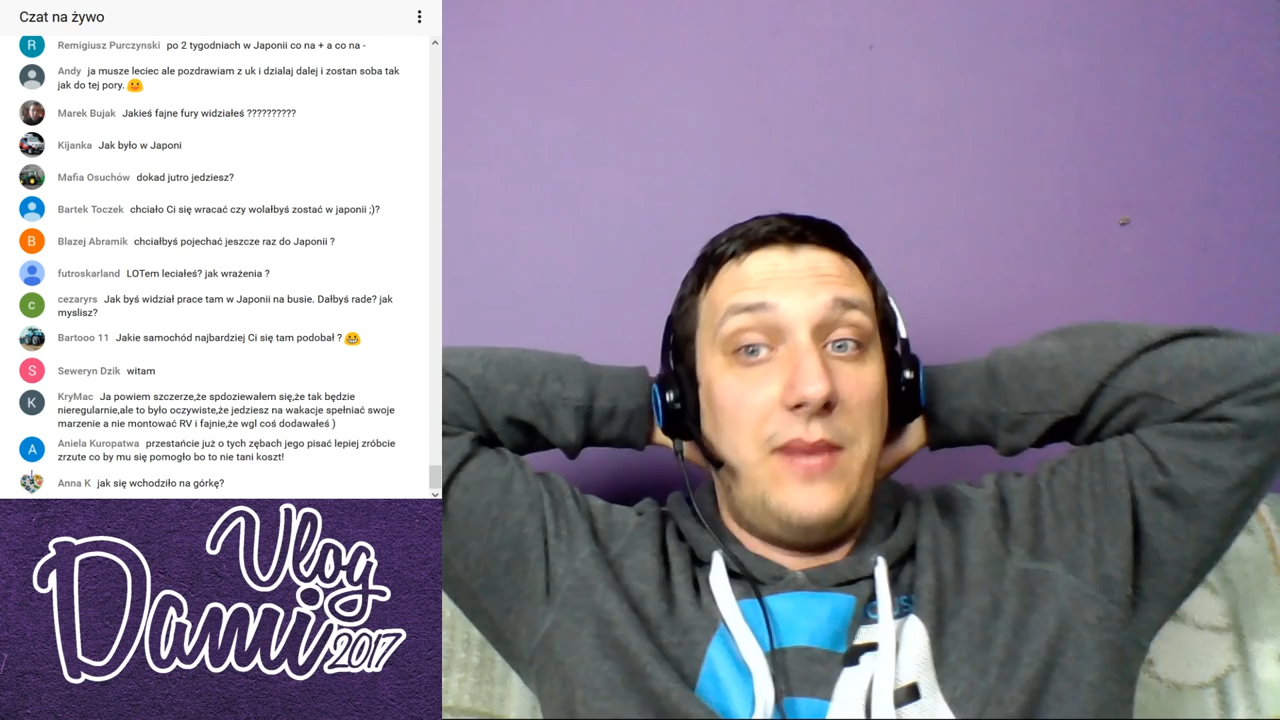 Czat na żywo
R Remigiusz Purczynski po 2 tygodniach w Japonii co na + a co na -
Andy ja musze leciec ale pozdrawiam z uk i dzialaj dalej i zostan soba tak
jak do tej pory.
Marek Bujak Jakieś fajne fury widziałeś ??????????
Kijanka Jak było w Japoni
Mafia Osuchów dokad jutro jedziesz?
Bartek Toczek chciało Ci się wracać czy wolałbyś zostać w japonii ;)?
B Blazej Abramik chciałbyś pojechać jeszcze raz do Japonii ?
futroskarland LOTem leciałeś? jak wrażenia ?
c cezaryrs Jak byś widział prace tam w Japonii na busie. Dałbyś rade? jak
myslisz?
Bartooo 11 Jakie samochód najbardziej Ci się tam podobał ?
S Seweryn Dzik witam
K KryMac Ja powiem szczerze,że spdoziewałem się,że tak będzie
nieregularnie,ale to było oczywiste,że jedziesz na wakacje spełniać swoje
marzenie a nie montować RV i fajnie,że wgl coś dodawałeś )
A Aniela Kuropatwa przestańcie już o tych zębach jego pisać lepiej zróbcie
zrzute co by mu się pomogło bo to nie tani koszt!
Anna K jak się wchodziło na górkę?
Vlog
Dami
2017